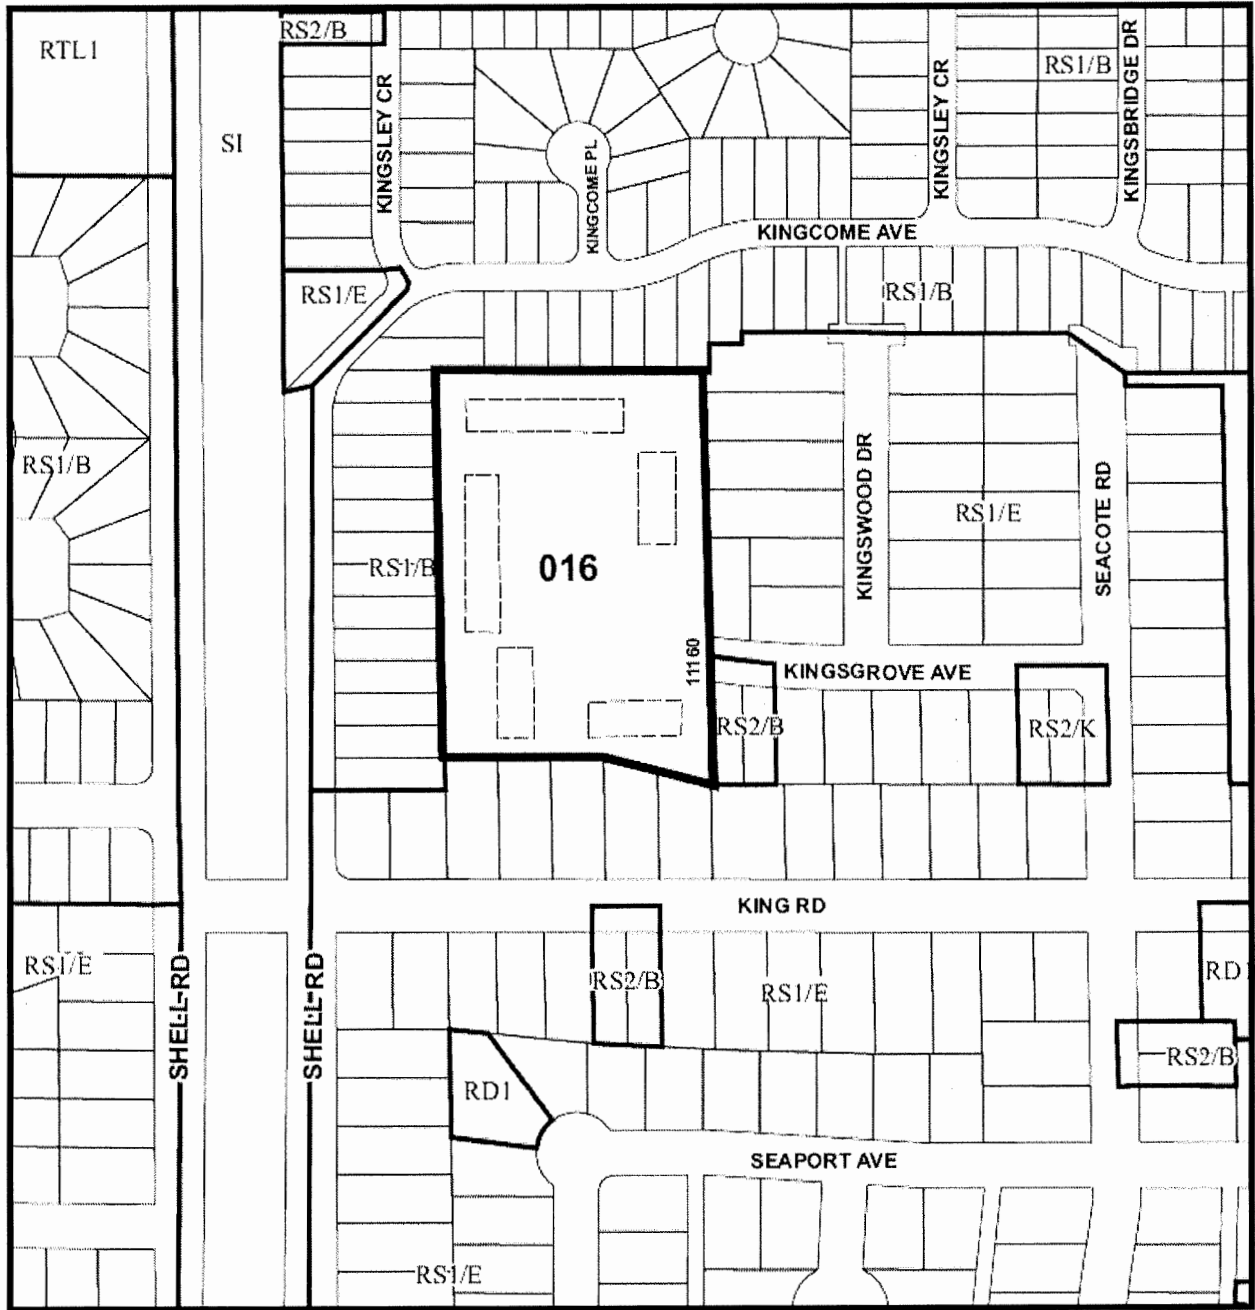 RS2/B
RTL1
RS1/B
SI
KINGSLEY CR
KINGCOME PL
KINGSLEY CR
KINGSBRIDGE DR
KINGCOME AVE
RS1/E
RS1/B
RS1/B
RS1/B
016
KINGSWOOD DR
RS1/E
SEACOTE RD
11160
KINGSGROVE AVE
RS2/B
RS2/K
KING RD
RS1/E
SHELL RD
SHELL RD
RS2/B
RS1/E
RD1
RS2/B
RD1
SEAPORT AVE
RS1/E